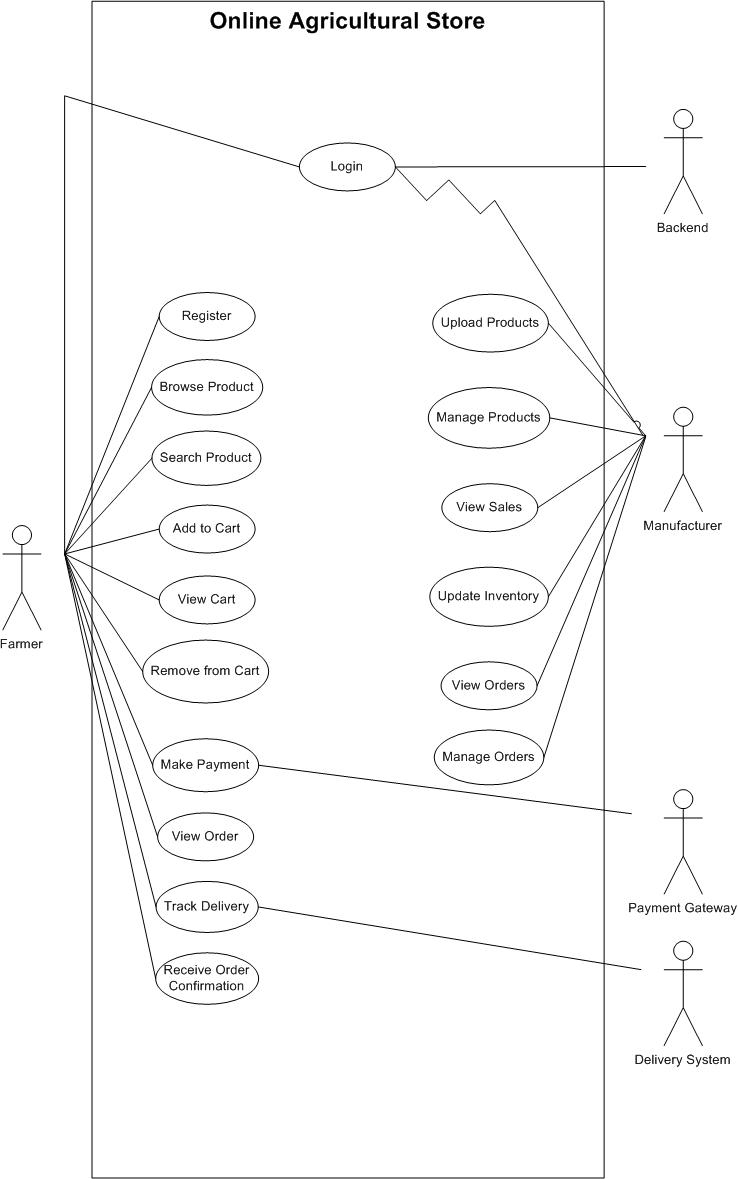 Online Agricultural Store
Login
Backend
Register
Upload Products
Browse Product
Manage Products
Search Product
View Sales
Manufacturer
Add to Cart
View Cart
Update Inventory
Farmer
Remove from Cart
View Orders
Make Payment
Manage Orders
View Order
Track Delivery
Payment Gateway
Receive Order
Confirmation
Delivery System